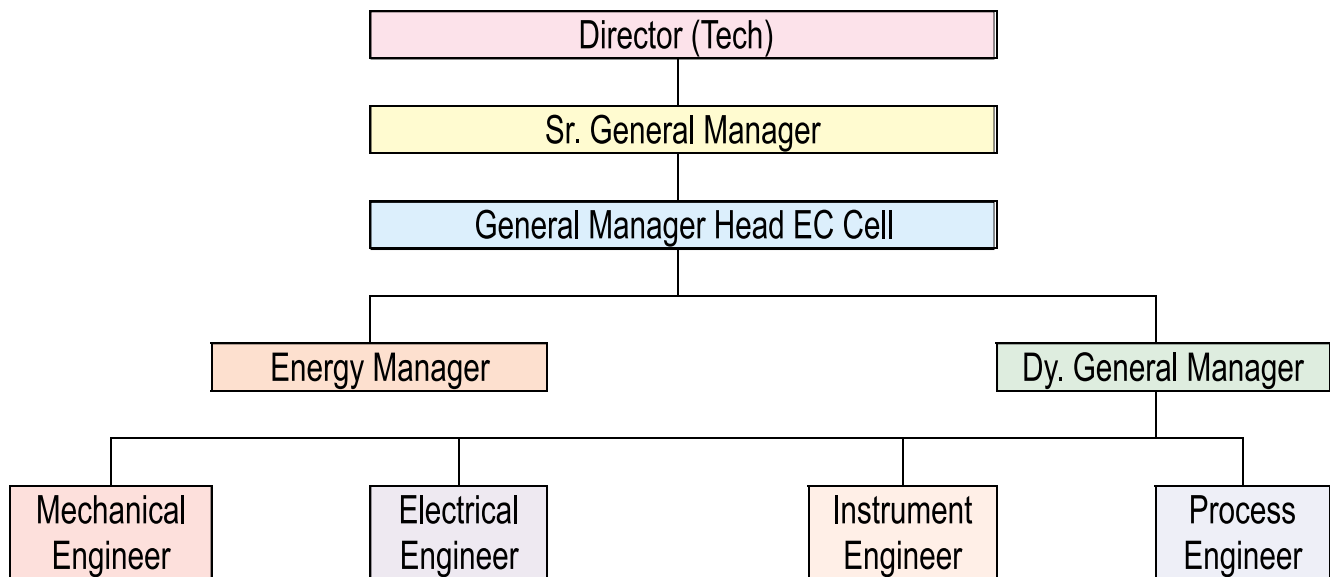 Director (Tech)
Sr. General Manager
General Manager Head EC Cell
Energy Manager
Dy. General Manager
Mechanical
Engineer
Electrical
Engineer
Instrument
Engineer
Process
Engineer